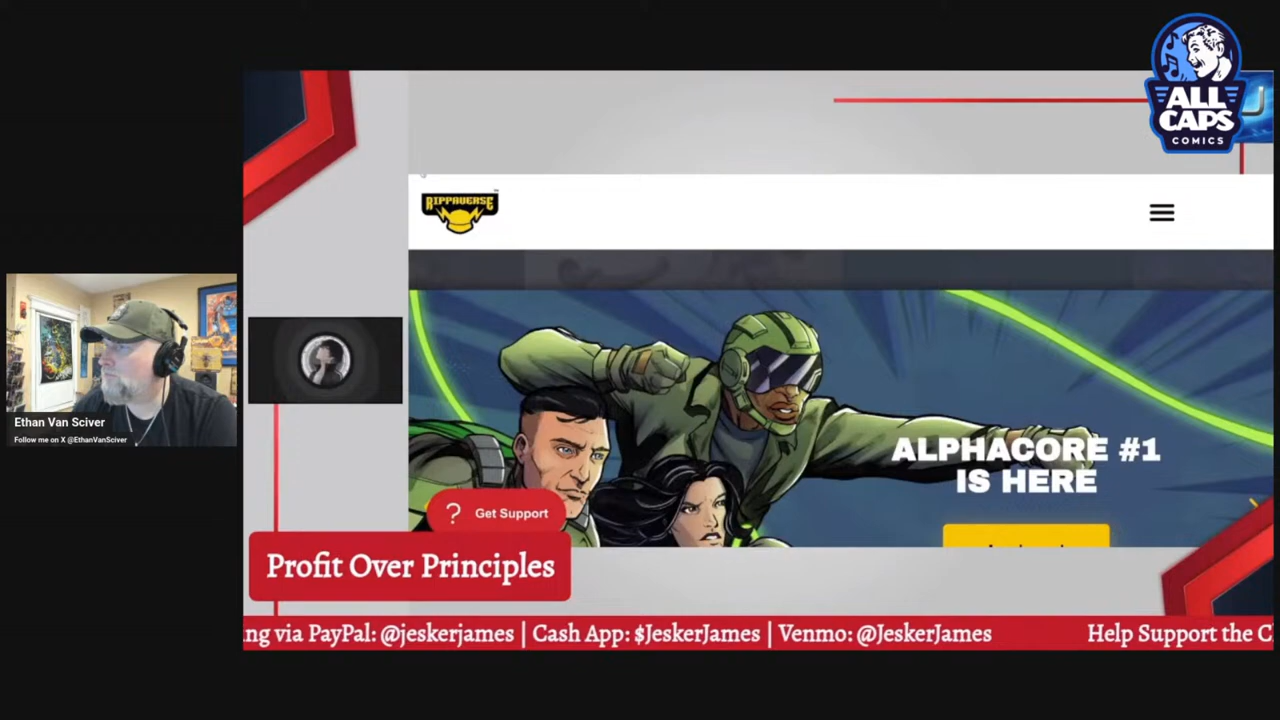 ALL
CAPS
COMICS
RIPPAVERSE
ALPHACORE #1
IS HERE
Ethan Van Sciver
Follow me on X @EthanVanSciver
? Get Support
Profit Over Principles
ng via PayPal: @jeskerjames | Cash App: $JeskerJames | Venmo: @JeskerJames Help Support the C